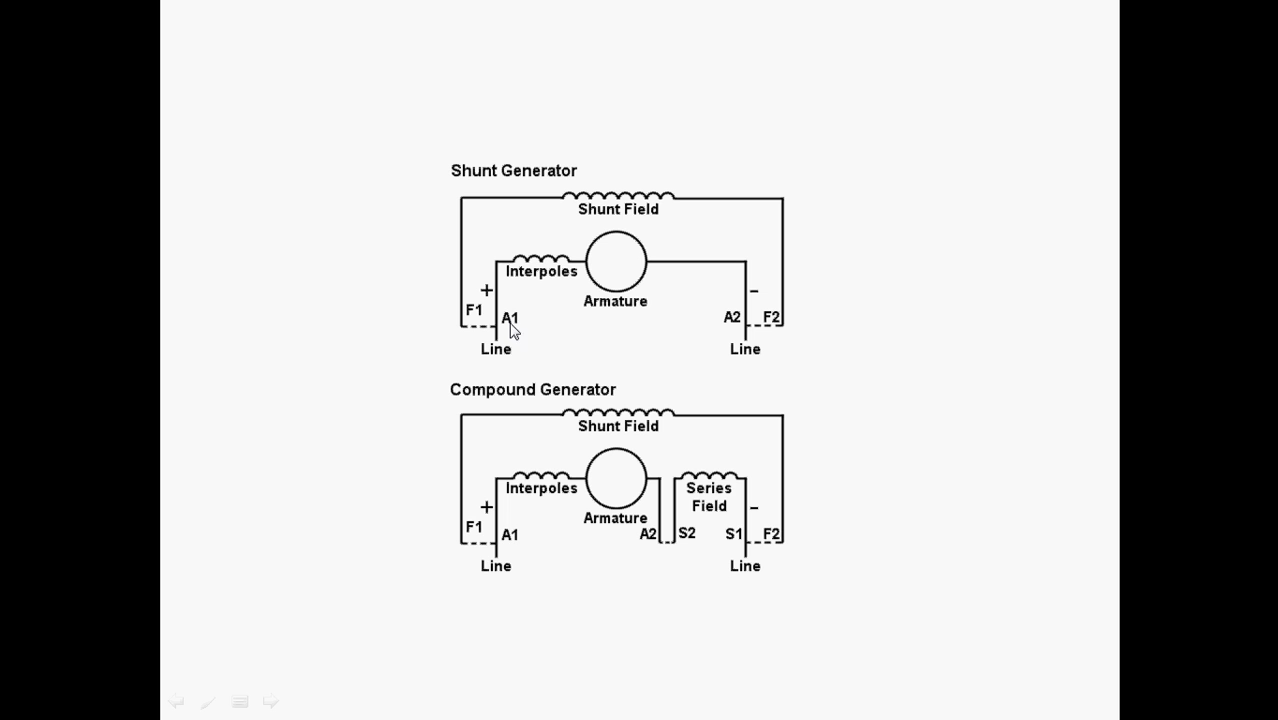 Shunt Generator
Shunt Field
Interpoles
Armature
+
−
F1
A1
A2
F2
Line
Line
Compound Generator
Shunt Field
Interpoles
Armature
Series
Field
+
−
F1
A1
A2
S2
S1
F2
Line
Line